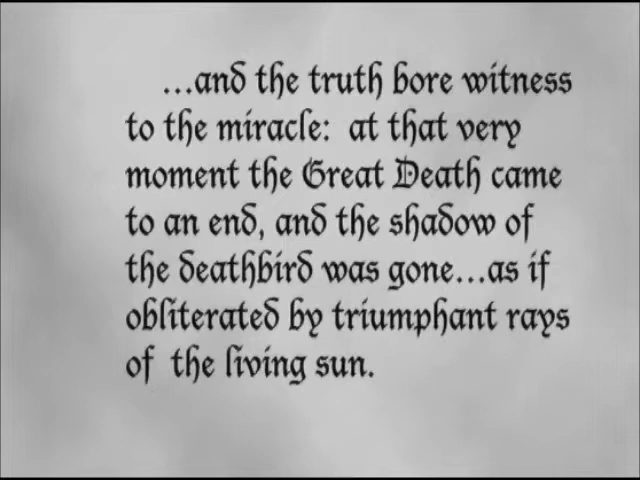 ...and the truth bore witness
to the miracle: at that very
moment the Great Death came
to an end, and the shadow of
the deathbird was gone...as if
obliterated by triumphant rays
of the living sun.